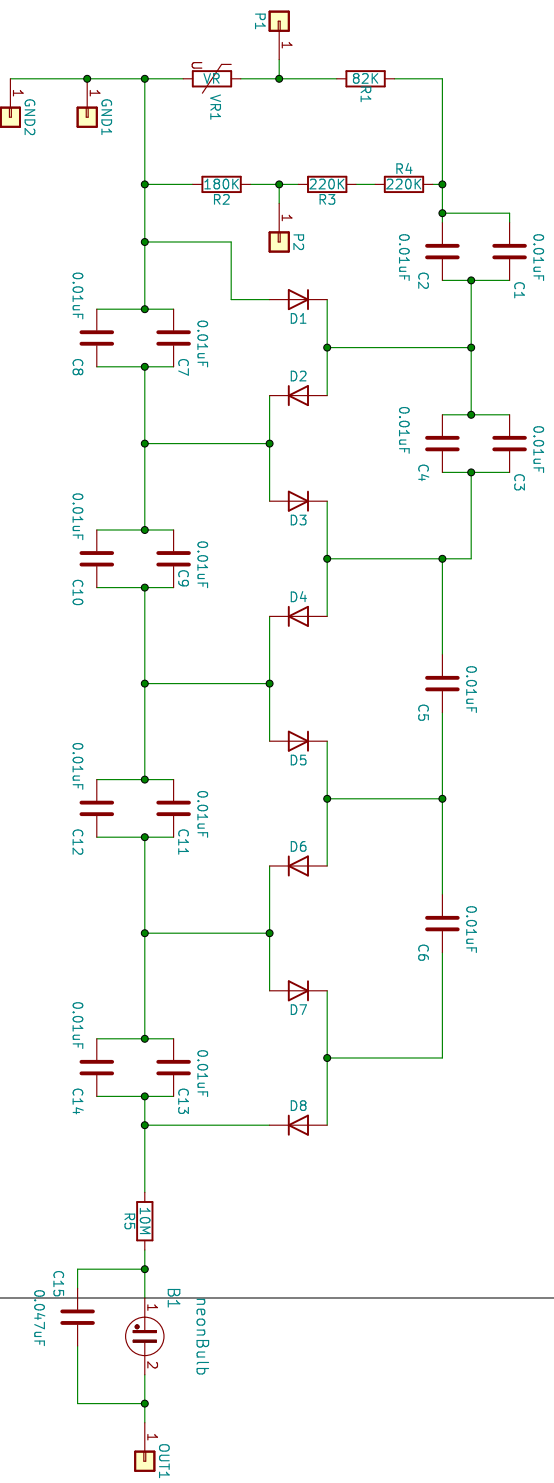 P1
1
GND2
1
GND1
1
U
VR
VR1
82K
R1
180K
R2
1
P2
220K
R3
R4
220K
0.01uF
C2
0.01uF
C1
D1
0.01uF
C8
0.01uF
C7
D2
0.01uF
C4
0.01uF
C3
D3
0.01uF
C10
0.01uF
C9
D4
0.01uF
C5
D5
0.01uF
C12
0.01uF
C11
D6
0.01uF
C6
D7
0.01uF
C14
0.01uF
C13
D8
10M
R5
C15
0.047uF
B1
neonBulb
1
2
1
OUT1